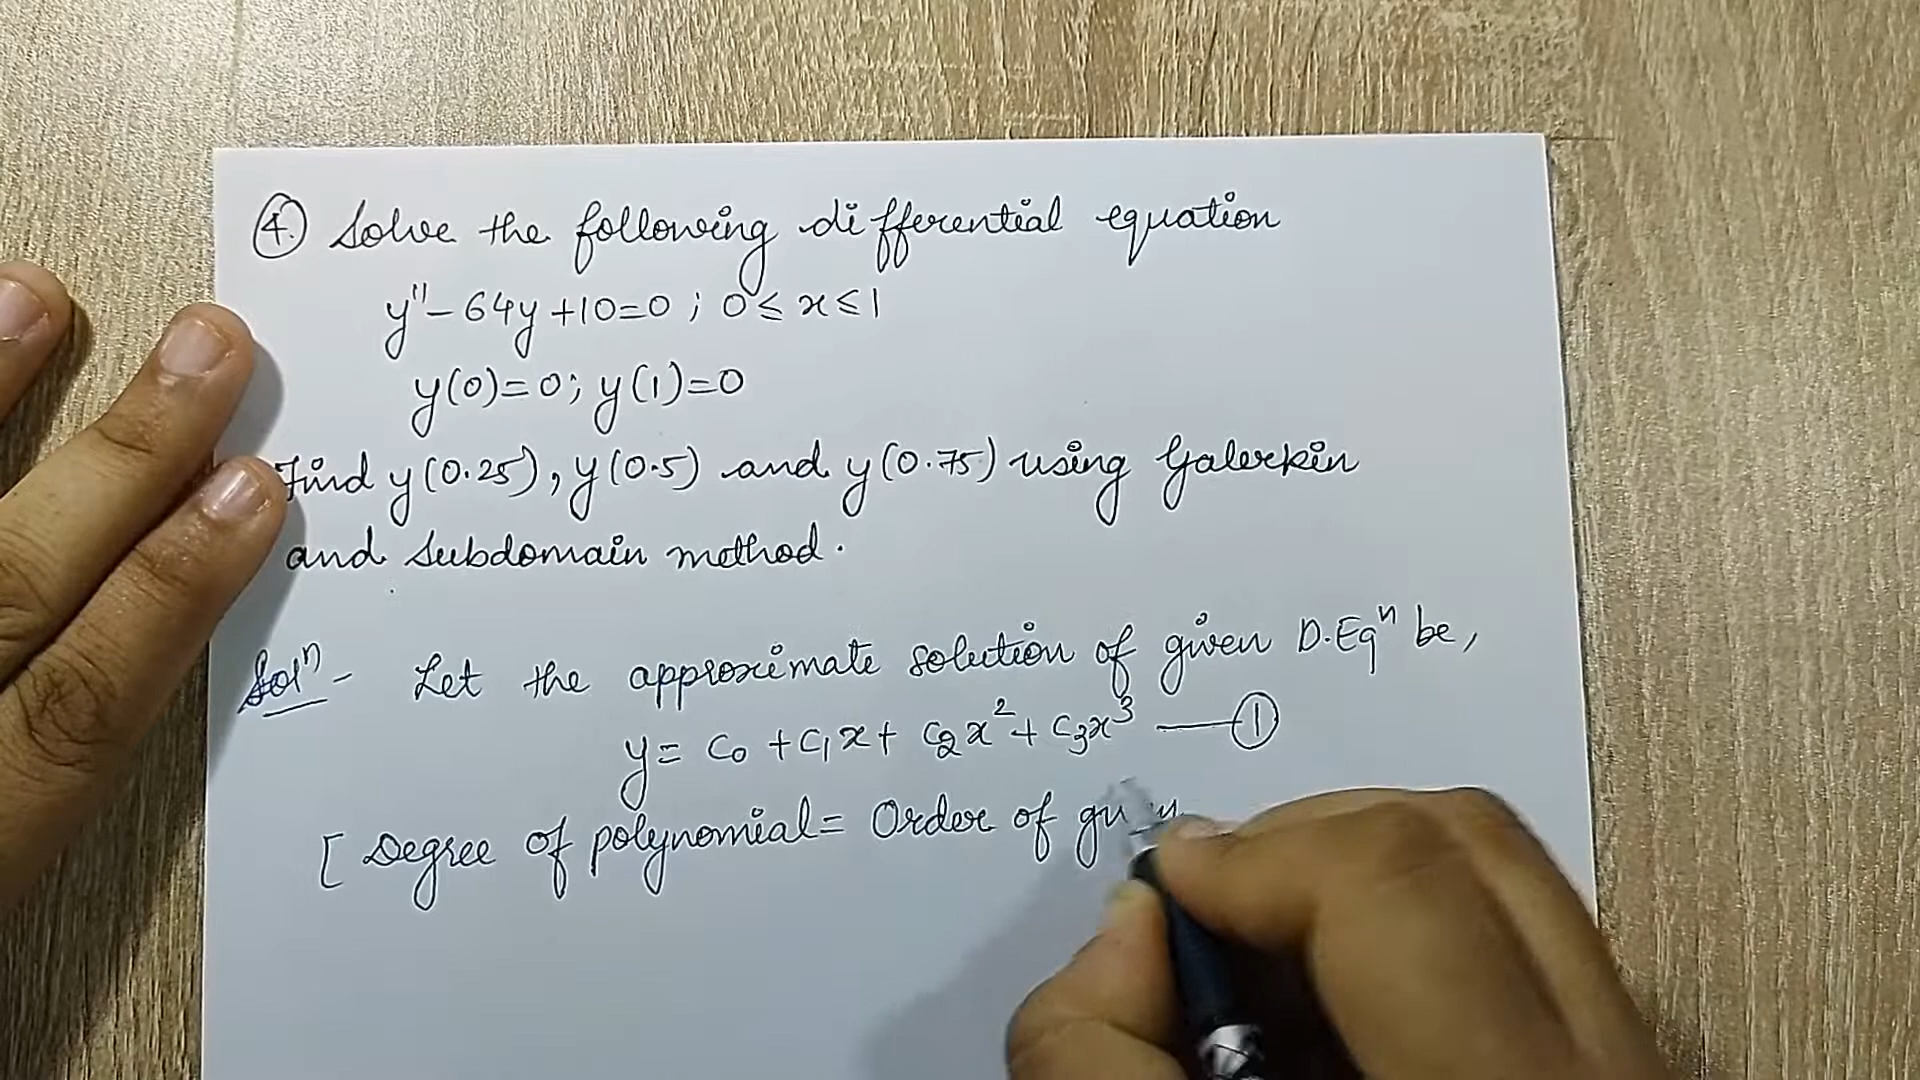 4. Solve the following differential equation
y"-64y+10=0 ; 0≤x≤1
y(0)=0; y(1)=0
Find y(0.25), y(0.5) and y(0.75) using Galerkin
and Subdomain method.
Solⁿ- Let the approximate solution of given D.Eqⁿ be,
y= c₀ +c₁x+ c₂x²+ c₃x³ —①
[ Degree of polynomial= Order of